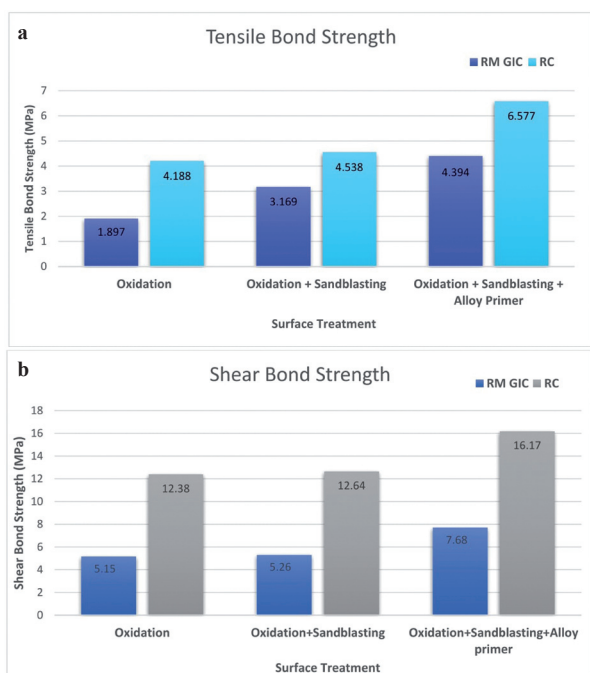 a
Tensile Bond Strength
RM GIC RC
Tensile Bond Strength (MPa)
7
6
5
4
3
2
1
0
1.897
4.188
3.169
4.538
4.394
6.577
Oxidation
Oxidation + Sandblasting
Oxidation + Sandblasting +
Alloy Primer
Surface Treatment
b
Shear Bond Strength
RM GIC RC
Shear Bond Strength (MPa)
18
16
14
12
10
8
6
4
2
0
5.15
12.38
5.26
12.64
7.68
16.17
Oxidation
Oxidation+Sandblasting
Oxidation+Sandblasting+Alloy
primer
Surface Treatment